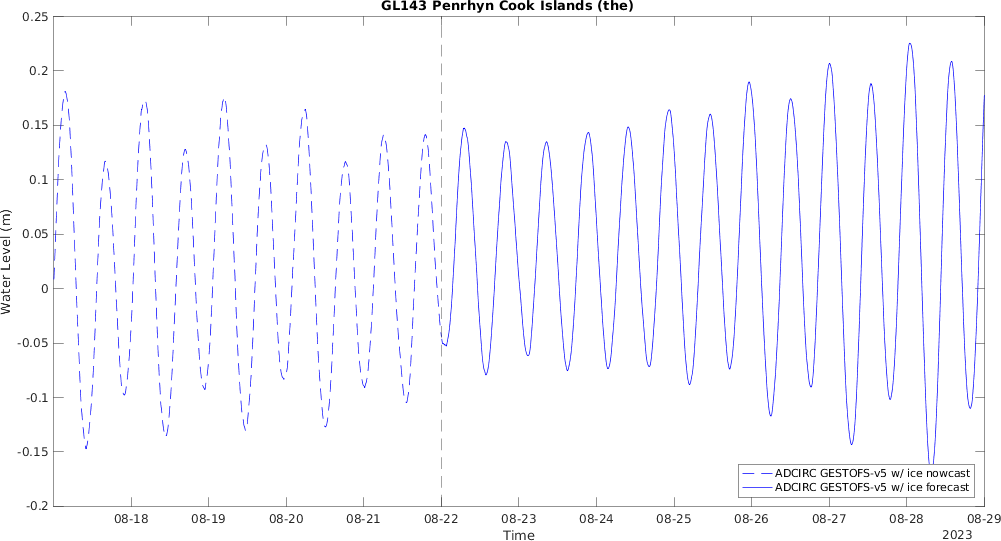 GL143 Penrhyn Cook Islands (the)
0.25
0.2
0.15
0.1
0.05
0
-0.05
-0.1
-0.15
-0.2
Water Level (m)
ADCIRC GESTOFS-v5 w/ ice nowcast
ADCIRC GESTOFS-v5 w/ ice forecast
08-18 08-19 08-20 08-21 08-22 08-23 08-24 08-25 08-26 08-27 08-28 08-29
Time
2023